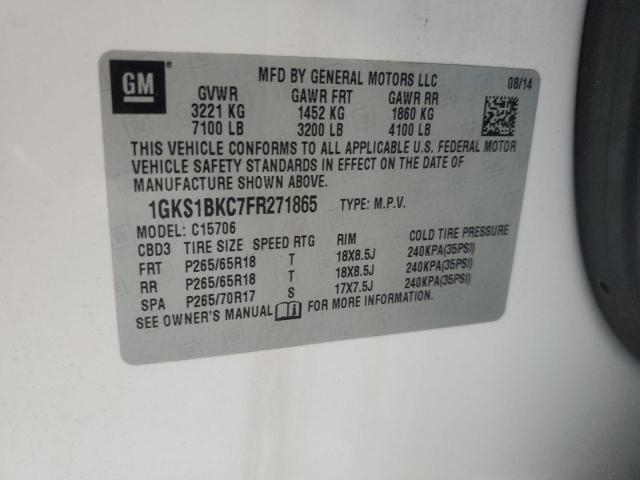 GM
MFD BY GENERAL MOTORS LLC 08/14
GVWR GAWR FRT GAWR RR
3221 KG 1452 KG 1860 KG
7100 LB 3200 LB 4100 LB
THIS VEHICLE CONFORMS TO ALL APPLICABLE U.S. FEDERAL MOTOR
VEHICLE SAFETY STANDARDS IN EFFECT ON THE DATE OF
MANUFACTURE SHOWN ABOVE.
1GKS1BKC7FR271865 TYPE: M.P.V.
MODEL: C15706
CBD3 TIRE SIZE SPEED RTG RIM COLD TIRE PRESSURE
FRT P265/65R18 T 18X8.5J 240KPA(35PSI)
RR P265/65R18 T 18X8.5J 240KPA(35PSI)
SPA P265/70R17 S 17X7.5J 240KPA(35PSI)
SEE OWNER'S MANUAL FOR MORE INFORMATION.